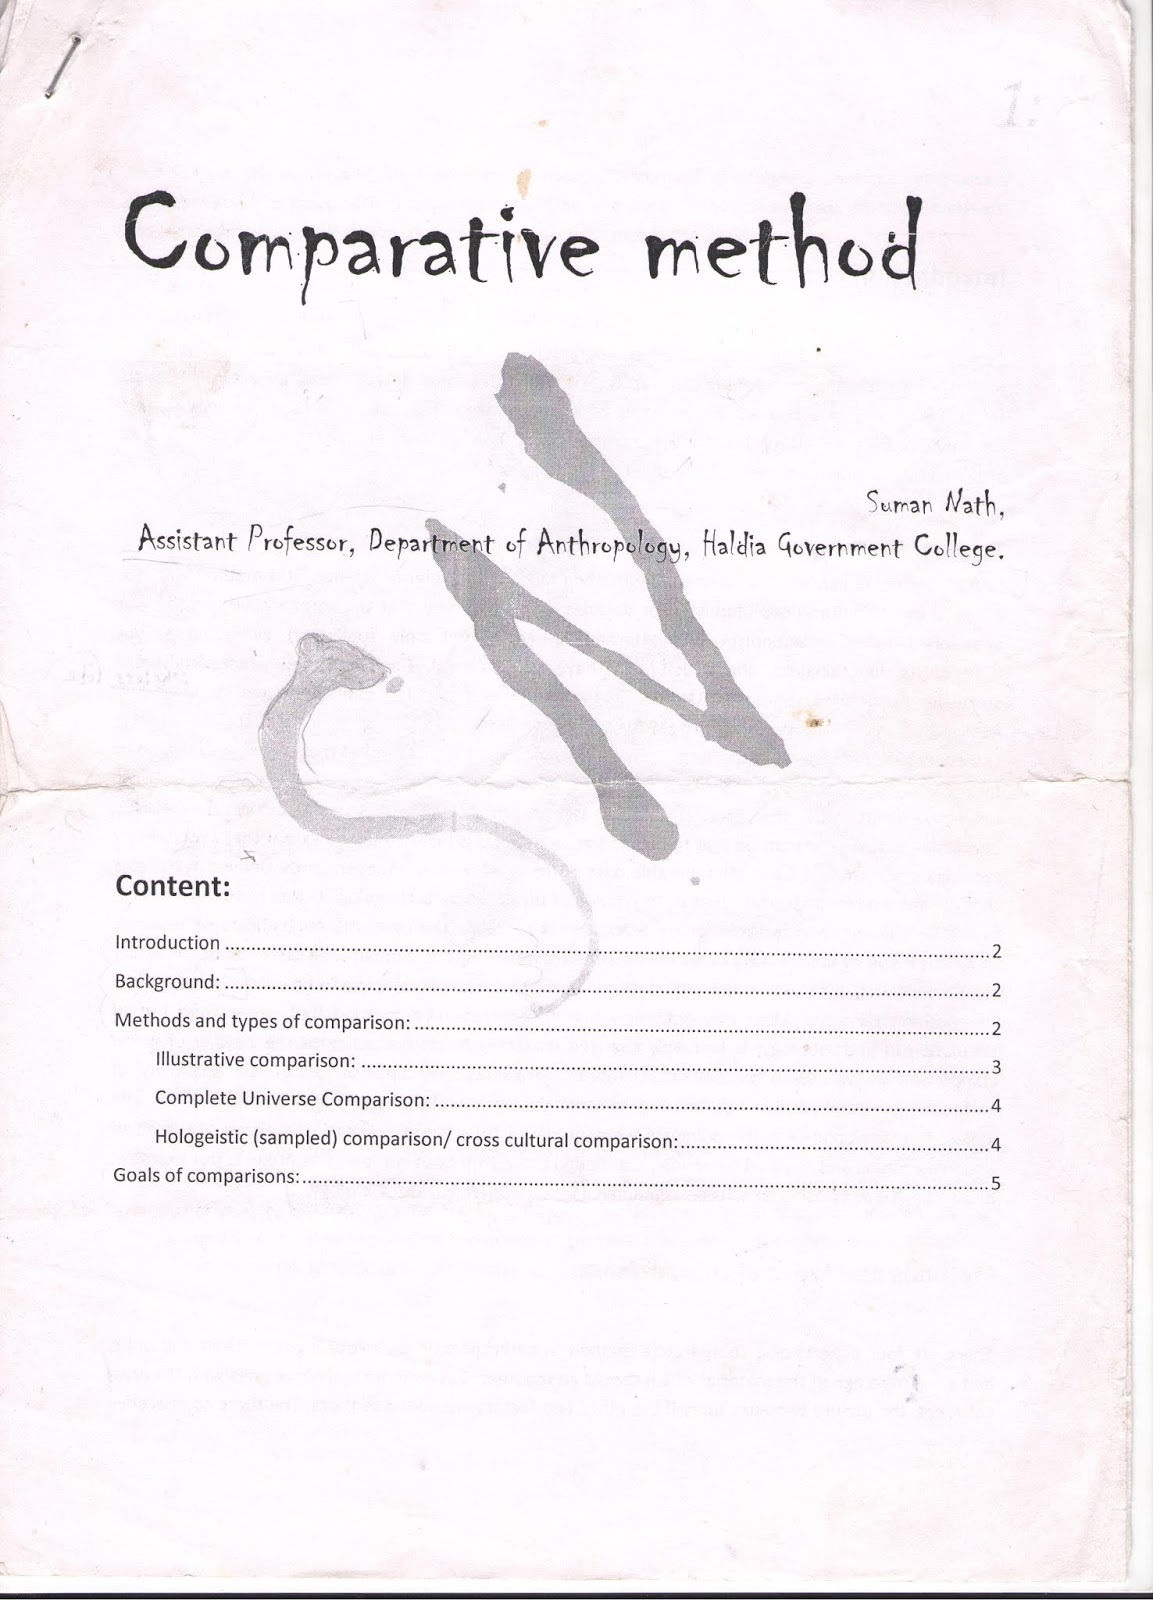 Comparative method
Suman Nath,
Assistant Professor, Department of Anthropology, Haldia Government College.
Content:
Introduction ........................................ 2
Background: ........................................ 2
Methods and types of comparison: ........................................ 2
Illustrative comparison: ........................................ 3
Complete Universe Comparison: ........................................ 4
Hologeistic (sampled) comparison/ cross cultural comparison: ........................................ 4
Goals of comparisons: ........................................ 5